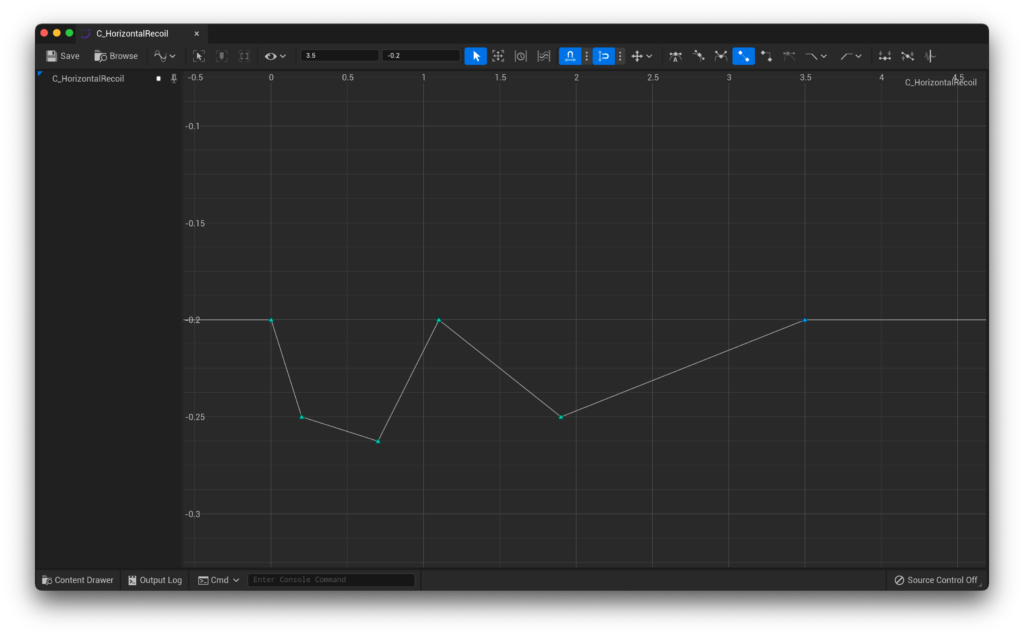 C_HorizontalRecoil
Save Browse 3.5 -0.2
C_HorizontalRecoil
-0.5 0 0.5 1 1.5 2 2.5 3 3.5 4 4.5
C_HorizontalRecoil
-0.1
-0.15
-0.2
-0.25
-0.3
Content Drawer Output Log Cmd Enter Console Command Source Control Off